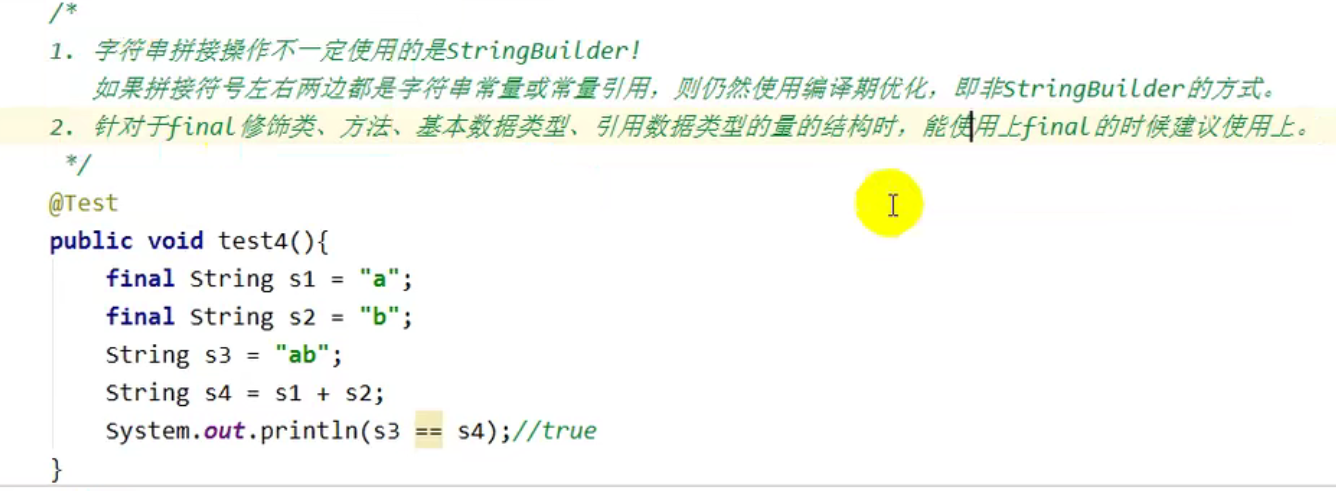 /*
1. 字符串拼接操作不一定使用的是StringBuilder!
如果拼接符号左右两边都是字符串常量或常量引用，则仍然使用编译期优化，即非StringBuilder的方式。
2. 针对于final修饰类、方法、基本数据类型、引用数据类型的量的结构时，能使用上final的时候建议使用上。
*/
@Test
public void test4(){
    final String s1 = "a";
    final String s2 = "b";
    String s3 = "ab";
    String s4 = s1 + s2;
    System.out.println(s3 == s4);//true
}